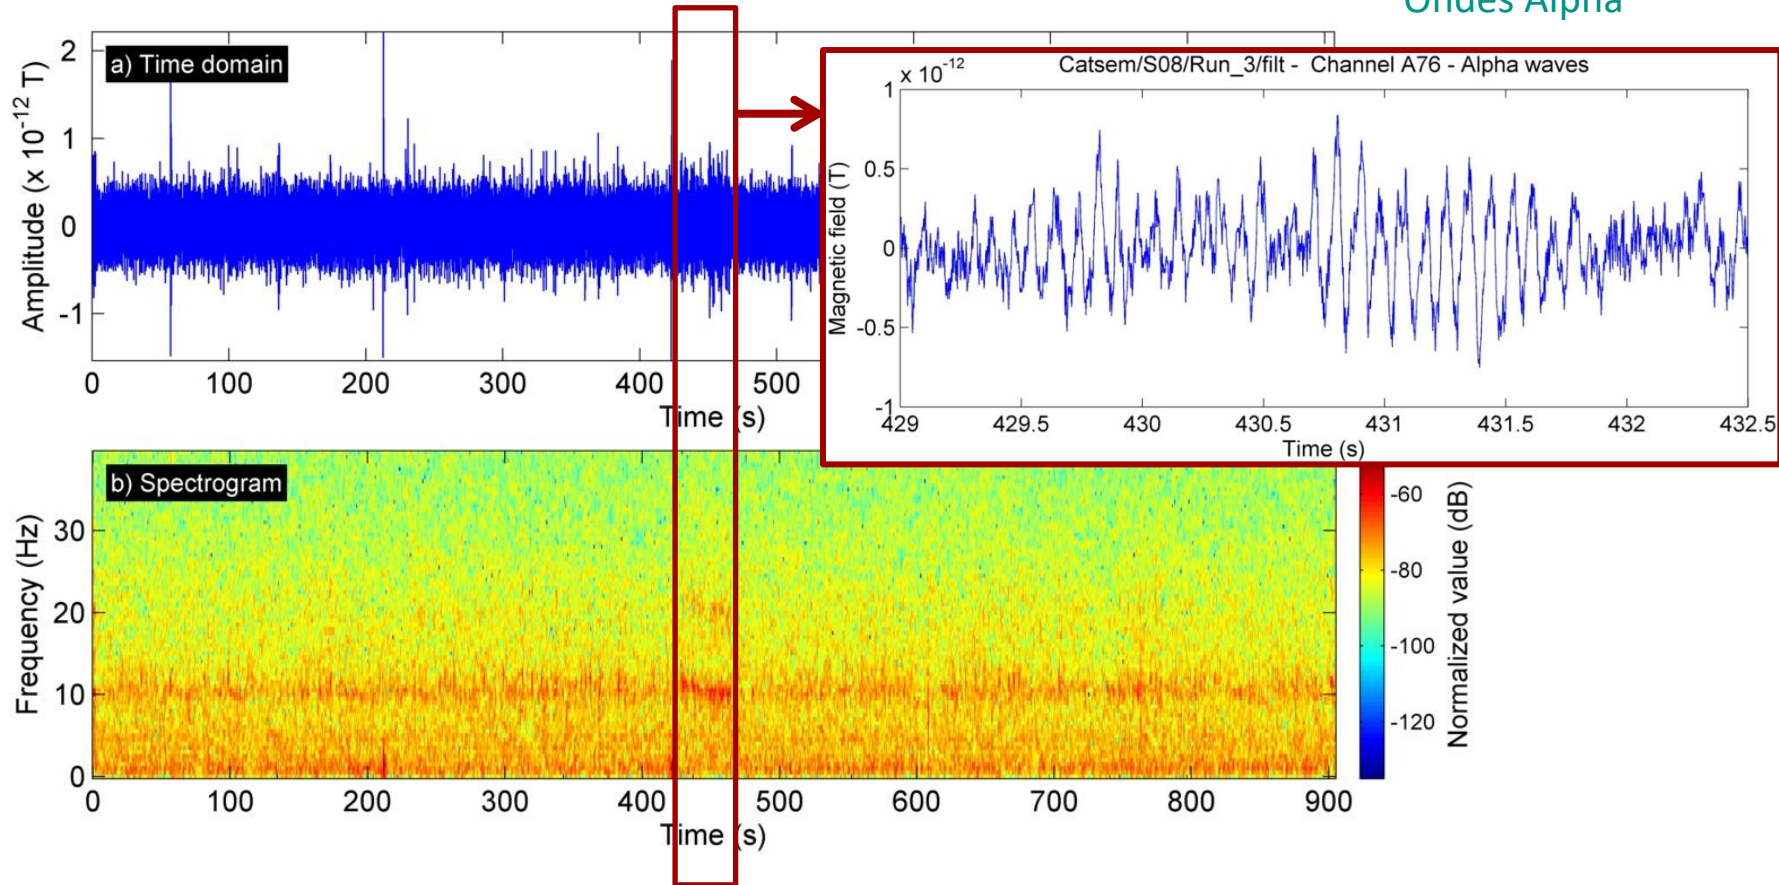 Ondes Alpha
a) Time domain
Amplitude (x 10-12 T)
2
1
0
-1
0 100 200 300 400 500
Time (s)
Catsem/S08/Run_3/filt - Channel A76 - Alpha waves
x 10-12
Magnetic field (T)
1
0.5
0
-0.5
-1
429 429.5 430 430.5 431 431.5 432 432.5
Time (s)
b) Spectrogram
Frequency (Hz)
30
20
10
0
0 100 200 300 400 500 600 700 800 900
Time (s)
-60
-80
-100
-120
Normalized value (dB)